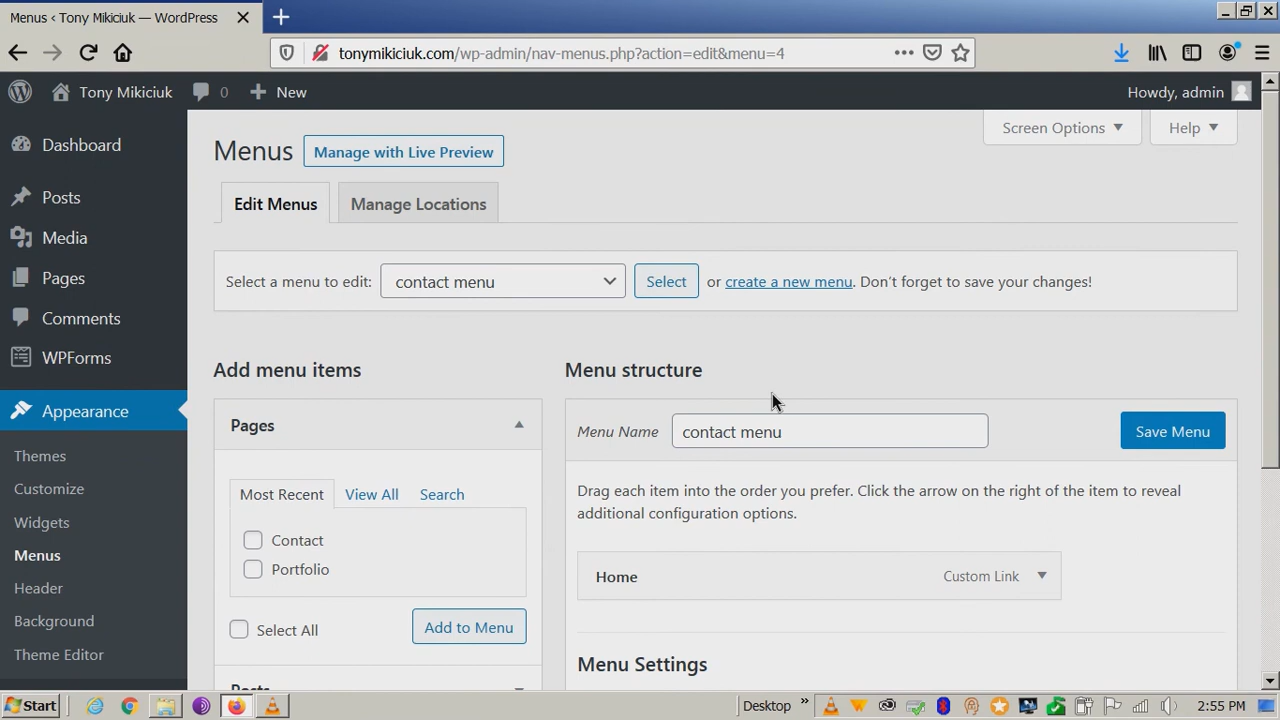 Menus ‹ Tony Mikiciuk — WordPress
tonymikiciuk.com/wp-admin/nav-menus.php?action=edit&menu=4
Tony Mikiciuk 0 New Howdy, admin
Screen Options Help
Dashboard
Posts
Media
Pages
Comments
WPForms
Appearance
Themes
Customize
Widgets
Menus
Header
Background
Theme Editor
Menus Manage with Live Preview
Edit Menus Manage Locations
Select a menu to edit: contact menu Select or create a new menu. Don’t forget to save your changes!
Add menu items
Pages
Most Recent View All Search
Contact
Portfolio
Select All Add to Menu
Posts
Menu structure
Menu Name contact menu Save Menu
Drag each item into the order you prefer. Click the arrow on the right of the item to reveal
additional configuration options.
Home Custom Link
Menu Settings
Start Desktop » 2:55 PM